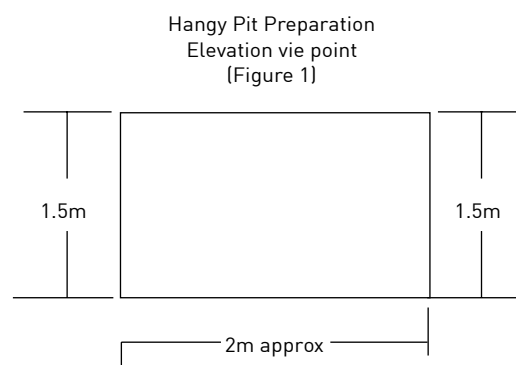 Hangy Pit Preparation
Elevation vie point
(Figure 1)
1.5m
1.5m
2m approx